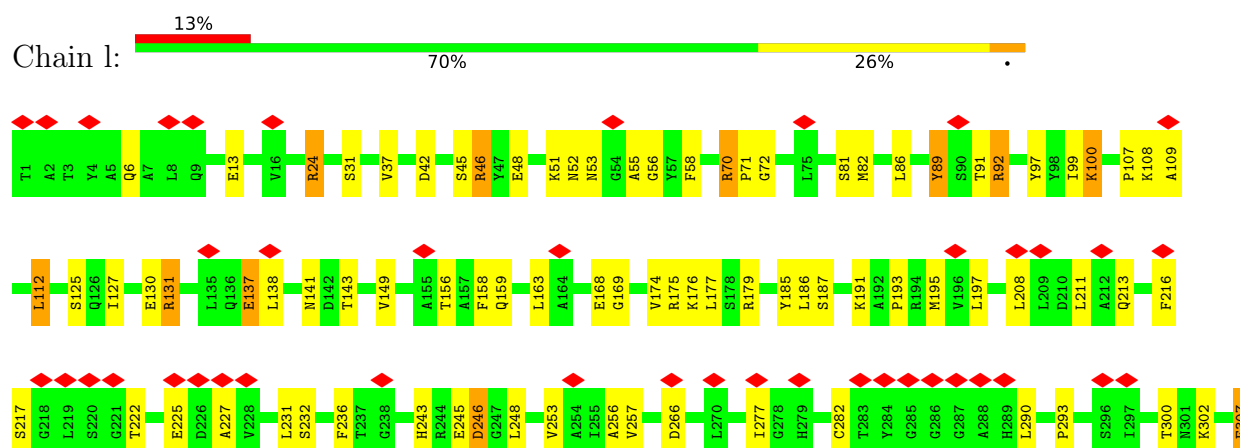 13%
Chain l:
70% 26% •
T1 A2 T3 Y4 A5 Q6 A7 L8 Q9 E13 V16 R24 S31 V37 D42 S45 R46 Y47 E48 K51 N52 N53 G54 A55 G56 Y57 F58 R70 P71 G72 L75 S81 M82 L86 Y89 S90 T91 R92 Y97 Y98 I99 K100 P107 K108 A109
L112 S125 Q126 I127 E130 R131 L135 Q136 E137 L138 N141 D142 T143 V149 A155 T156 A157 F158 Q159 L163 A164 E168 G169 V174 R175 K176 L177 S178 R179 Y185 L186 S187 K191 A192 P193 R194 M195 V196 L197 L208 L209 D210 L211 A212 Q213 F216
S217 G218 L219 S220 G221 T222 E225 D226 A227 V228 L231 S232 F236 T237 G238 H243 R244 E245 D246 G247 L248 V253 A254 I255 A256 V257 D266 L270 I277 G278 H279 C282 T283 Y284 G285 G286 G287 A288 H289 L290 P293 S296 I297 T300 N301 K302